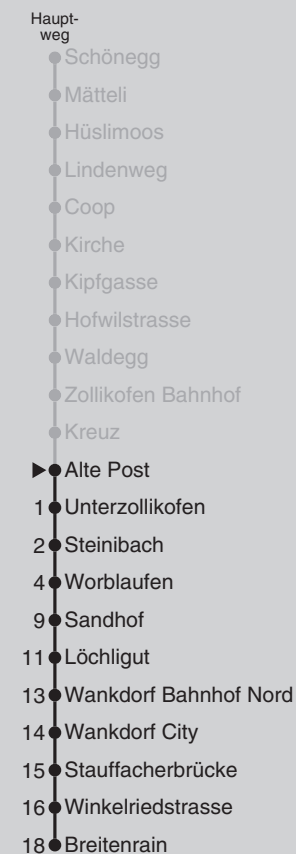 Haupt-
weg
Schönegg
Mätteli
Hüslimoos
Lindenweg
Coop
Kirche
Kipfgasse
Hofwilstrasse
Waldegg
Zollikofen Bahnhof
Kreuz
Alte Post
1 Unterzollikofen
2 Steinibach
4 Worblaufen
9 Sandhof
11 Löchligut
13 Wankdorf Bahnhof Nord
14 Wankdorf City
15 Stauffacherbrücke
16 Winkelriedstrasse
18 Breitenrain